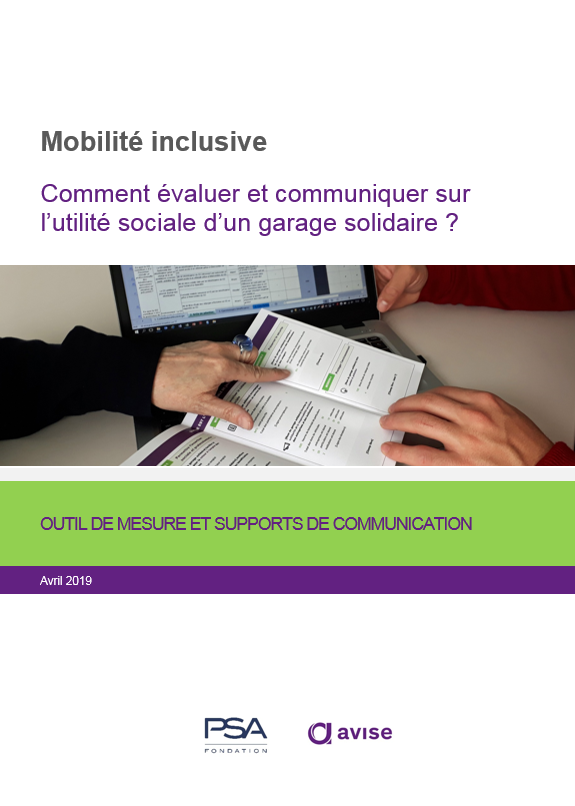 Mobilité inclusive
Comment évaluer et communiquer sur
l’utilité sociale d’un garage solidaire ?
OUTIL DE MESURE ET SUPPORTS DE COMMUNICATION
Avril 2019
PSA
FONDATION
avise